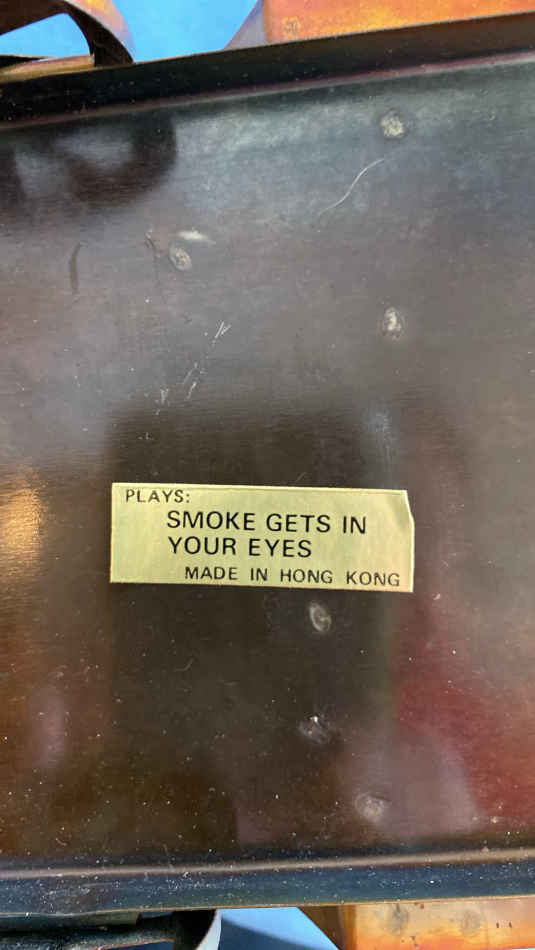 PLAYS:
SMOKE GETS IN
YOUR EYES
MADE IN HONG KONG